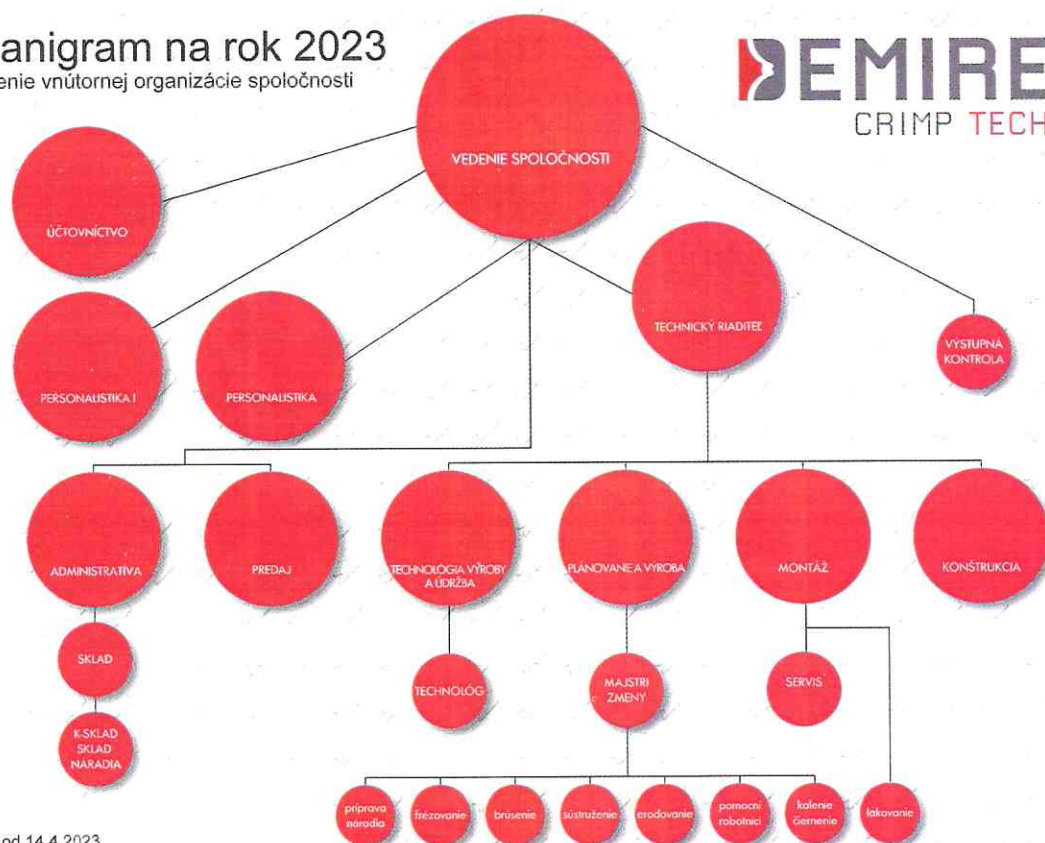 anigram na rok 2023
enie vnútornej organizácie spoločnosti
DEMIRE
CRIMP TECH
VEDENIE SPOLOČNOSTI
ÚČTOVNÍCTVO
TECHNICKÝ RIADITEĽ
VÝSTUPNÁ
KONTROLA
PERSONALISTIKA I
PERSONALISTIKA
ADMINISTRATÍVA
PREDAJ
TECHNOLÓGIA VÝROBY
A ÚDRŽBA
PLÁNOVANIE A VÝROBA
MONTÁŽ
KONŠTRUKCIA
SKLAD
TECHNOLÓG
MAJSTRI
ZMENY
SERVIS
K-SKLAD
SKLAD
NÁRADIA
príprava
náradia
frézovanie
brúsenie
sústruženie
erodovanie
pomocní
robotníci
kalenie
čiernenie
lakovanie
od 14.4.2023